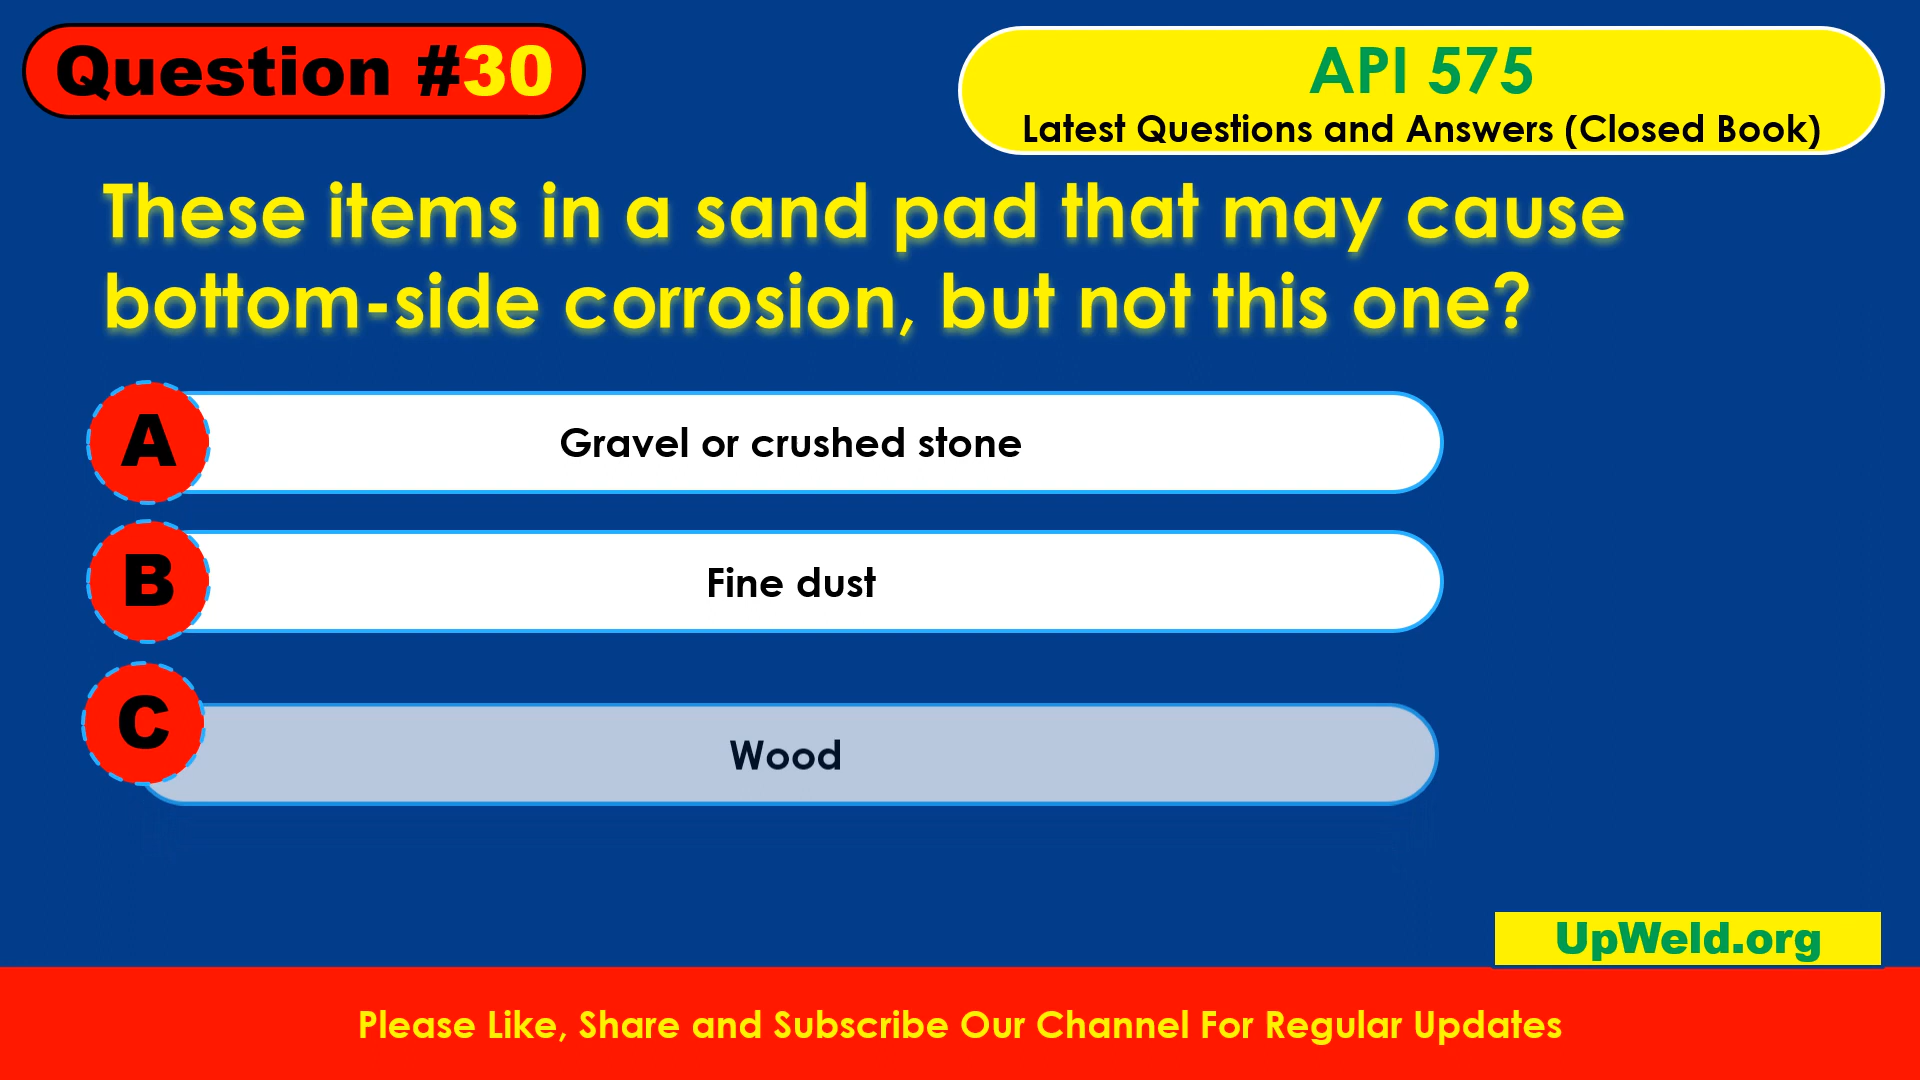 Question #30
API 575
Latest Questions and Answers (Closed Book)
These items in a sand pad that may cause
bottom-side corrosion, but not this one?
A
Gravel or crushed stone
B
Fine dust
C
Wood
UpWeld.org
Please Like, Share and Subscribe Our Channel For Regular Updates